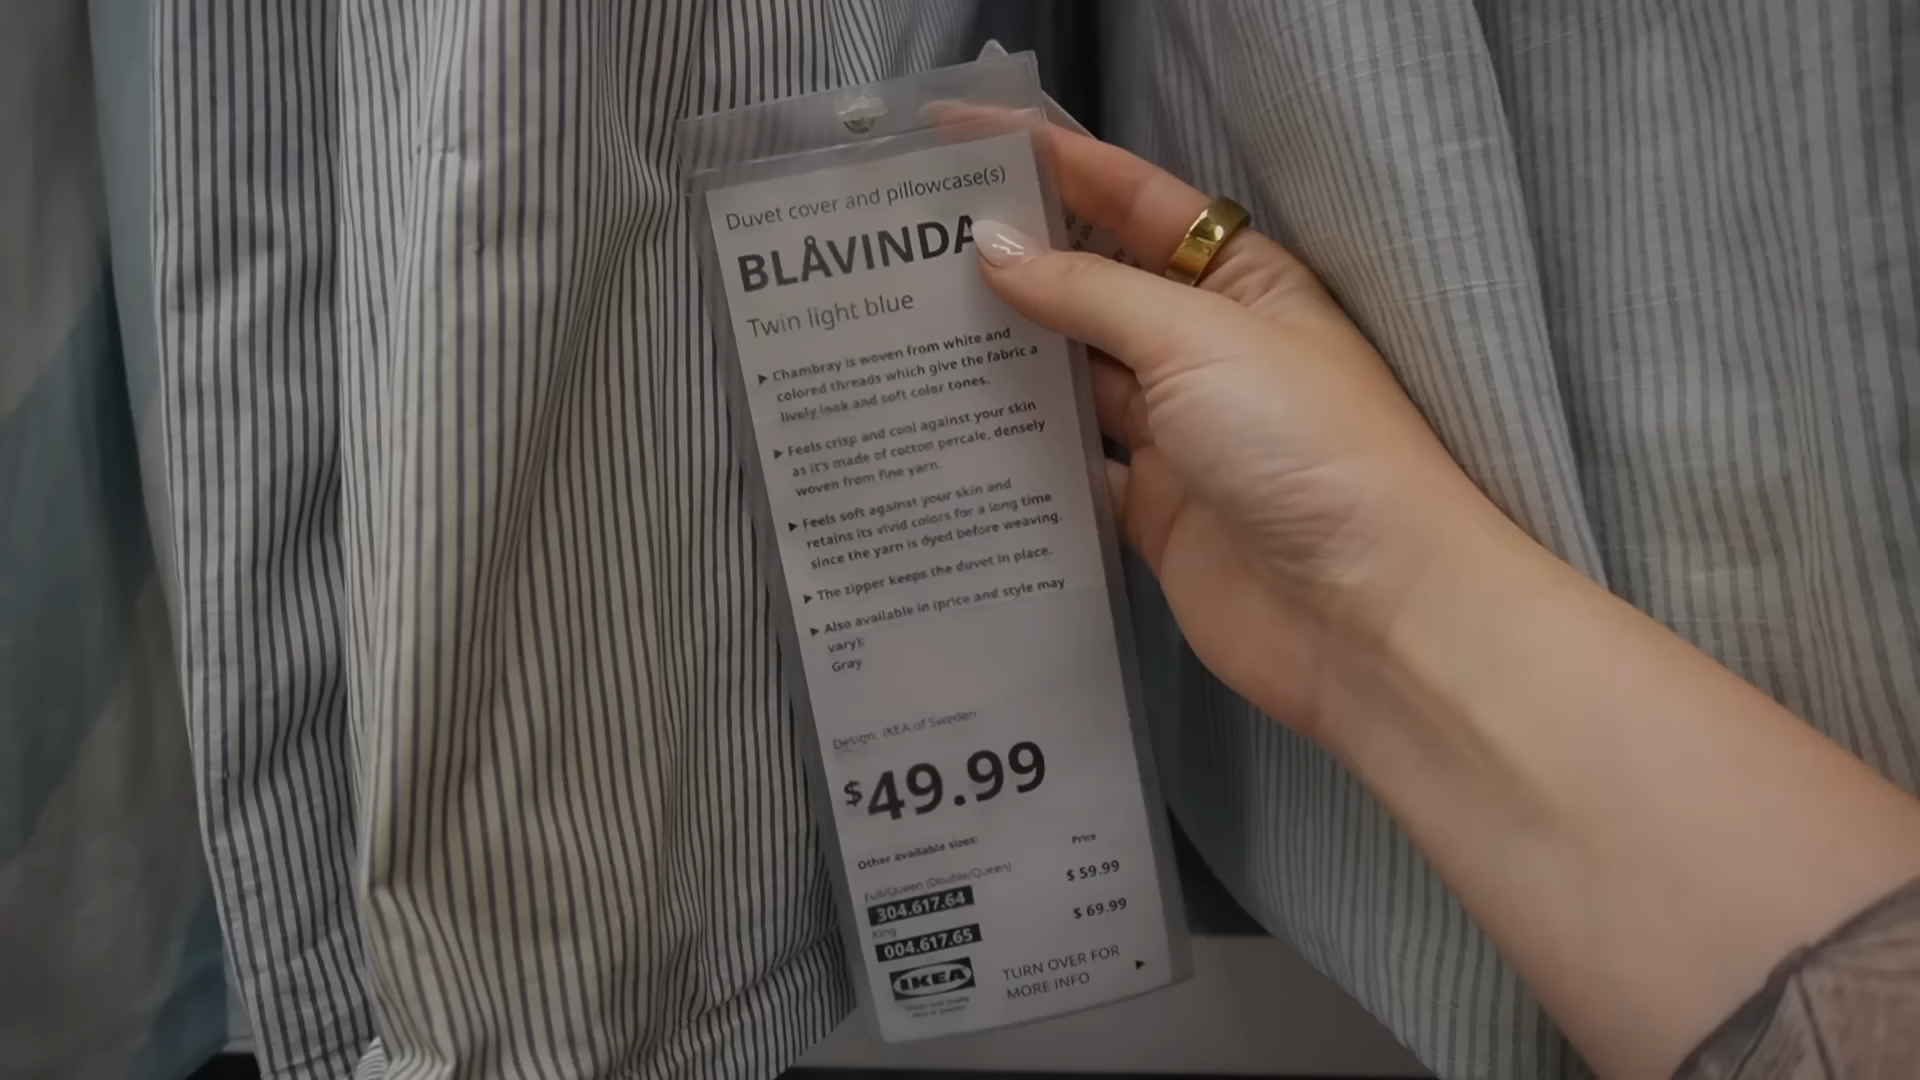 Duvet cover and pillowcase(s)
BLÅVINDA
Twin light blue
▶ Chambray is woven from white and
colored threads which give the fabric a
lively look and soft color tones.
▶ Feels crisp and cool against your skin
as it's made of cotton percale, densely
woven from fine yarn.
▶ Feels soft against your skin and
retains its vivid colors for a long time
since the yarn is dyed before weaving.
▶ The zipper keeps the duvet in place.
▶ Also available in (price and style may
vary):
Gray
Design: IKEA of Sweden
$49.99
Other available sizes: Price
Full/Queen (Double/Queen) $ 59.99
304.617.64
King $ 69.99
004.617.65
IKEA
TURN OVER FOR ▶
MORE INFO